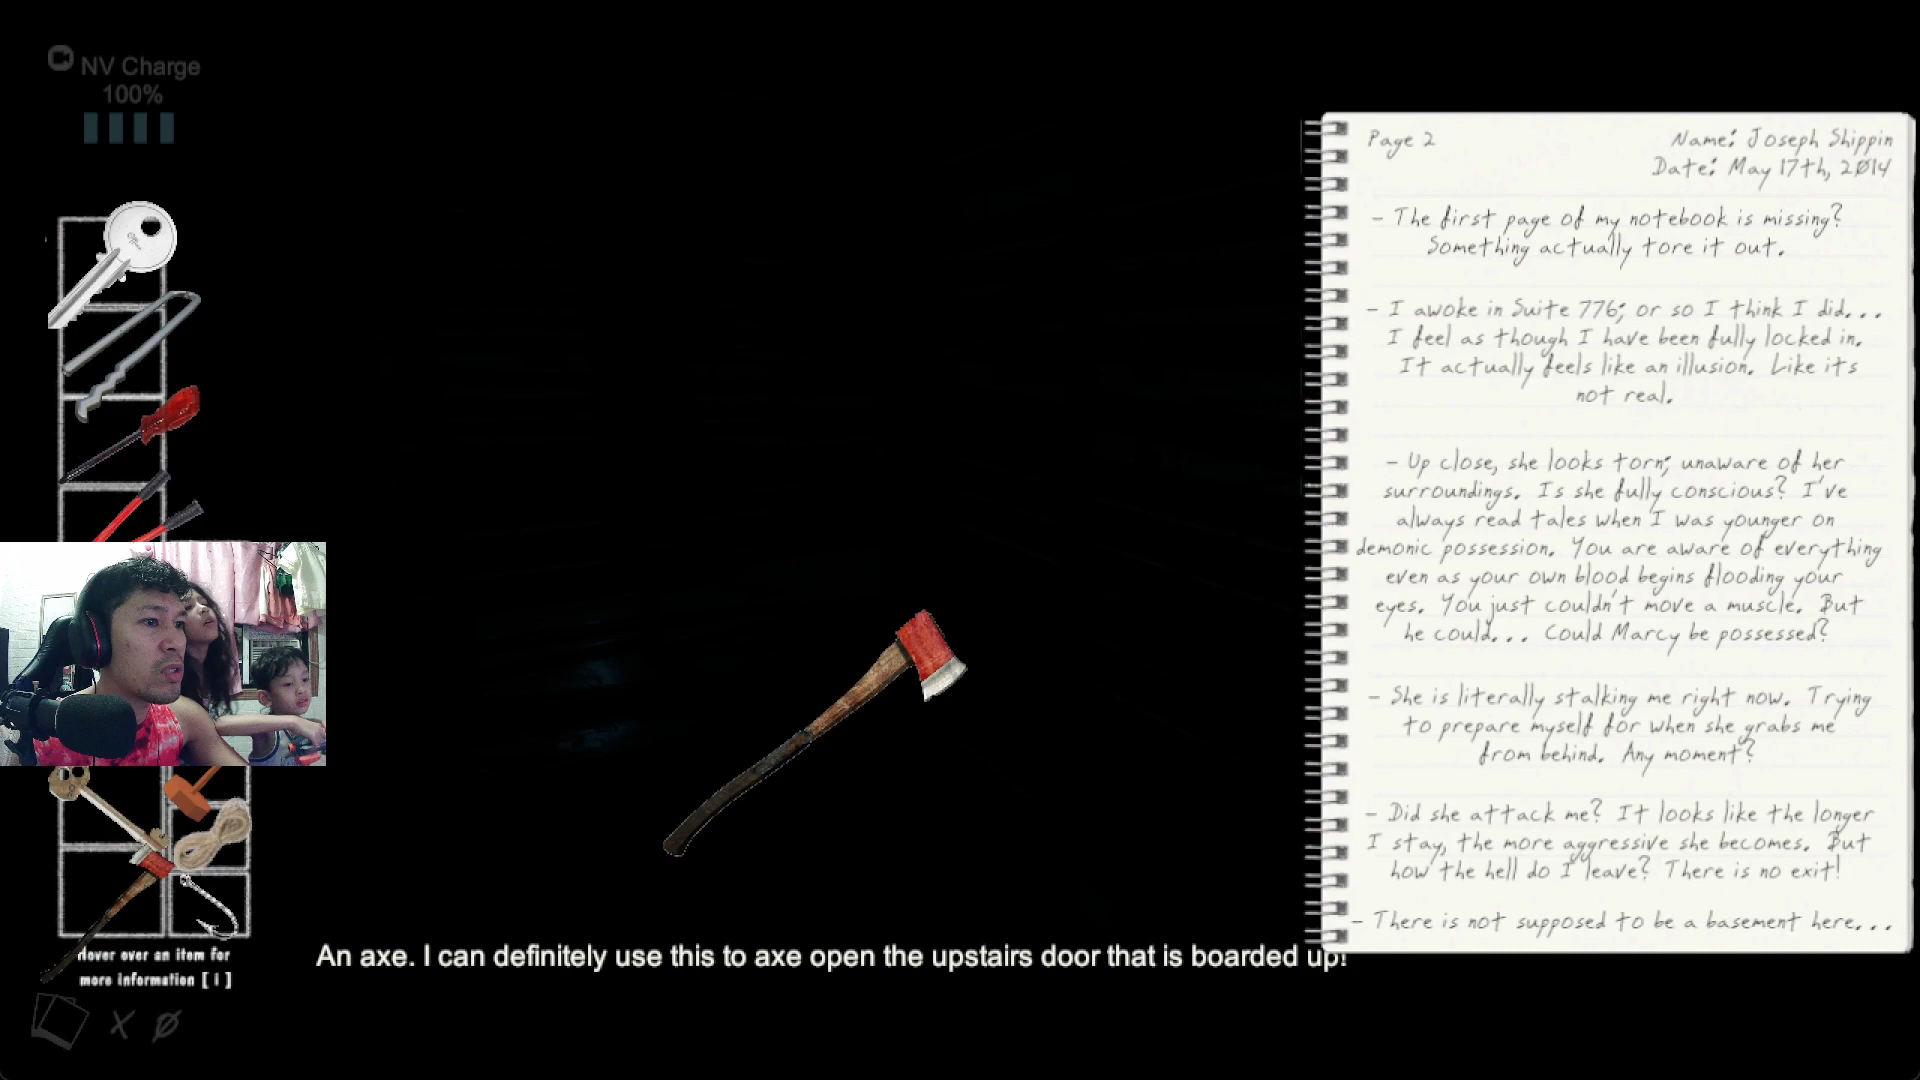 NV Charge
100%
Office
Page 2
Name: Joseph Shippin
Date: May 17th, 2014
- The first page of my notebook is missing?
Something actually tore it out.
- I awoke in Suite 776; or so I think I did...
I feel as though I have been fully locked in.
It actually feels like an illusion. Like its
not real.
- Up close, she looks torn; unaware of her
surroundings. Is she fully conscious? I've
always read tales when I was younger on
demonic possession. You are aware of everything
even as your own blood begins flooding your
eyes. You just couldn't move a muscle. But
he could... Could Marcy be possessed?
- She is literally stalking me right now. Trying
to prepare myself for when she grabs me
from behind. Any moment?
- Did she attack me? It looks like the longer
I stay, the more aggressive she becomes. But
how the hell do I leave? There is no exit!
- There is not supposed to be a basement here...
Hover over an item for
more information [ i ]
An axe. I can definitely use this to axe open the upstairs door that is boarded up!
X 0